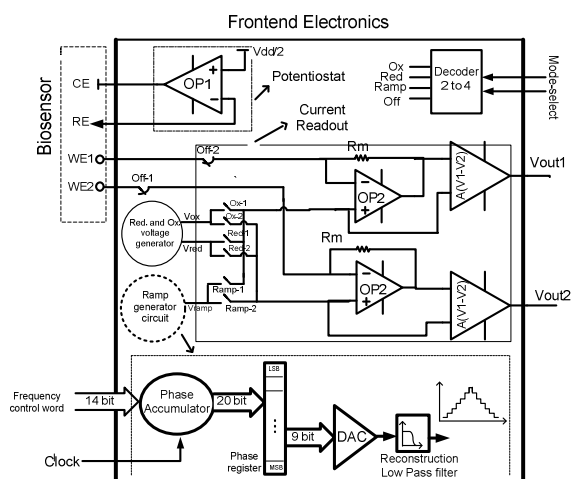 Frontend Electronics
Biosensor
CE
RE
WE1
WE2
OP1
+
−
Vdd/2
Potentiostat
Current
Readout
Ox
Red
Ramp
Off
Decoder
2 to4
Mode-select
Off-2
Off-1
Rm
−
+
OP2
A(V1-V2)
Vout1
Red. and Ox.
voltage
generator
Vox
Vred
Ox-1
Ox-2
Red-1
Red-2
Rm
−
+
OP2
A(V1-V2)
Vout2
Ramp
generator
circuit
Vramp
Ramp-1
Ramp-2
Frequency
control word
14 bit
Phase
Accumulator
20 bit
LSB
MSB
Phase
register
9 bit
DAC
Reconstruction
Low Pass filter
Clock